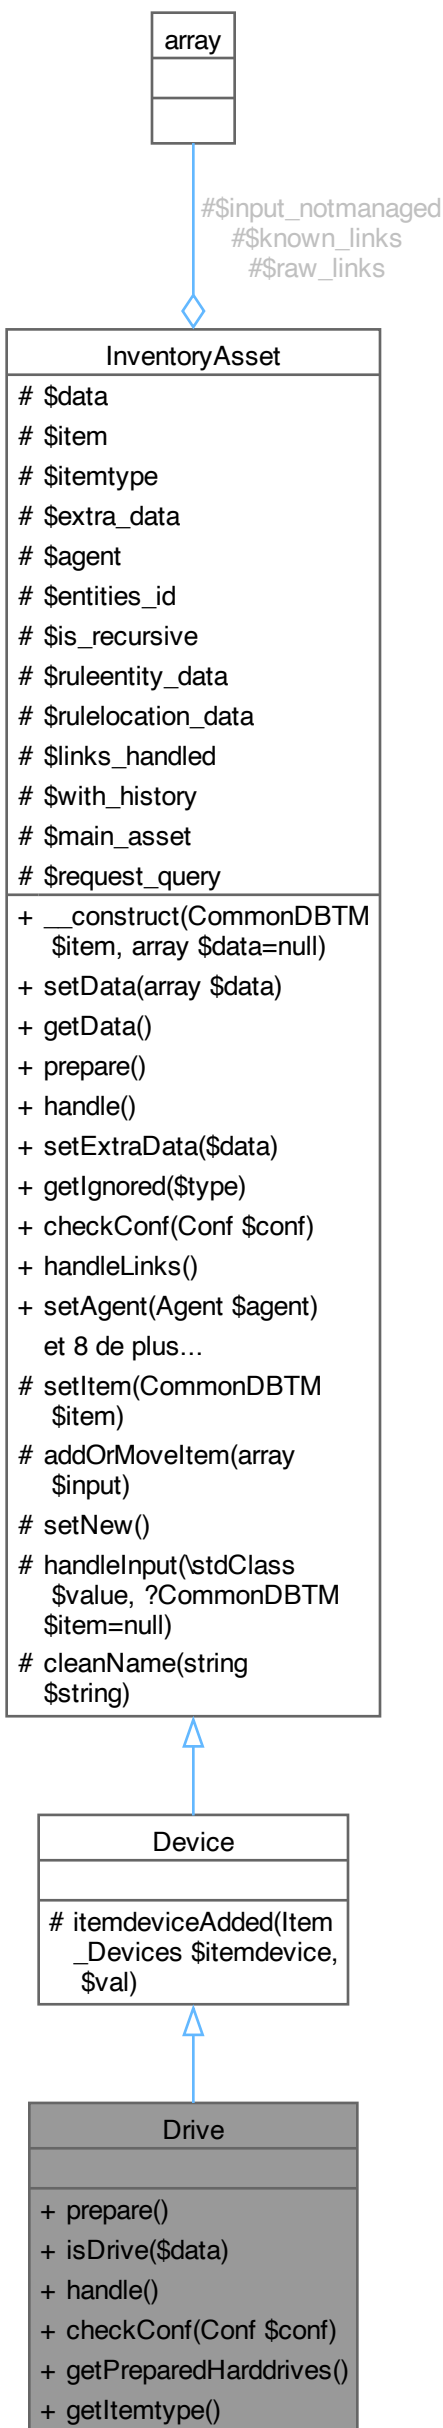 array
#$input_notmanaged
#$known_links
#$raw_links
InventoryAsset
# $data
# $item
# $itemtype
# $extra_data
# $agent
# $entities_id
# $is_recursive
# $ruleentity_data
# $rulelocation_data
# $links_handled
# $with_history
# $main_asset
# $request_query
+ __construct(CommonDBTM
$item, array $data=null)
+ setData(array $data)
+ getData()
+ prepare()
+ handle()
+ setExtraData($data)
+ getIgnored($type)
+ checkConf(Conf $conf)
+ handleLinks()
+ setAgent(Agent $agent)
et 8 de plus...
# setItem(CommonDBTM
$item)
# addOrMoveItem(array
$input)
# setNew()
# handleInput(\stdClass
$value, ?CommonDBTM
$item=null)
# cleanName(string
$string)
Device
# itemdeviceAdded(Item
_Devices $itemdevice,
$val)
Drive
+ prepare()
+ isDrive($data)
+ handle()
+ checkConf(Conf $conf)
+ getPreparedHarddrives()
+ getItemtype()